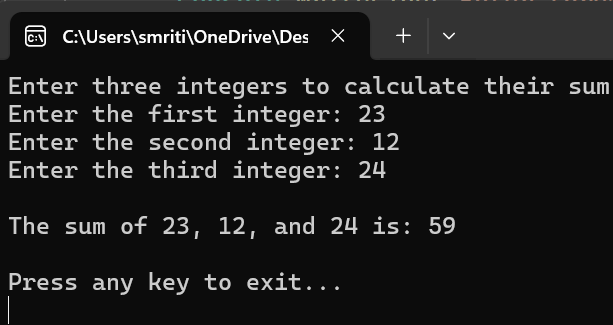 C:\Users\smriti\OneDrive\Des
Enter three integers to calculate their sum
Enter the first integer: 23
Enter the second integer: 12
Enter the third integer: 24
The sum of 23, 12, and 24 is: 59
Press any key to exit...